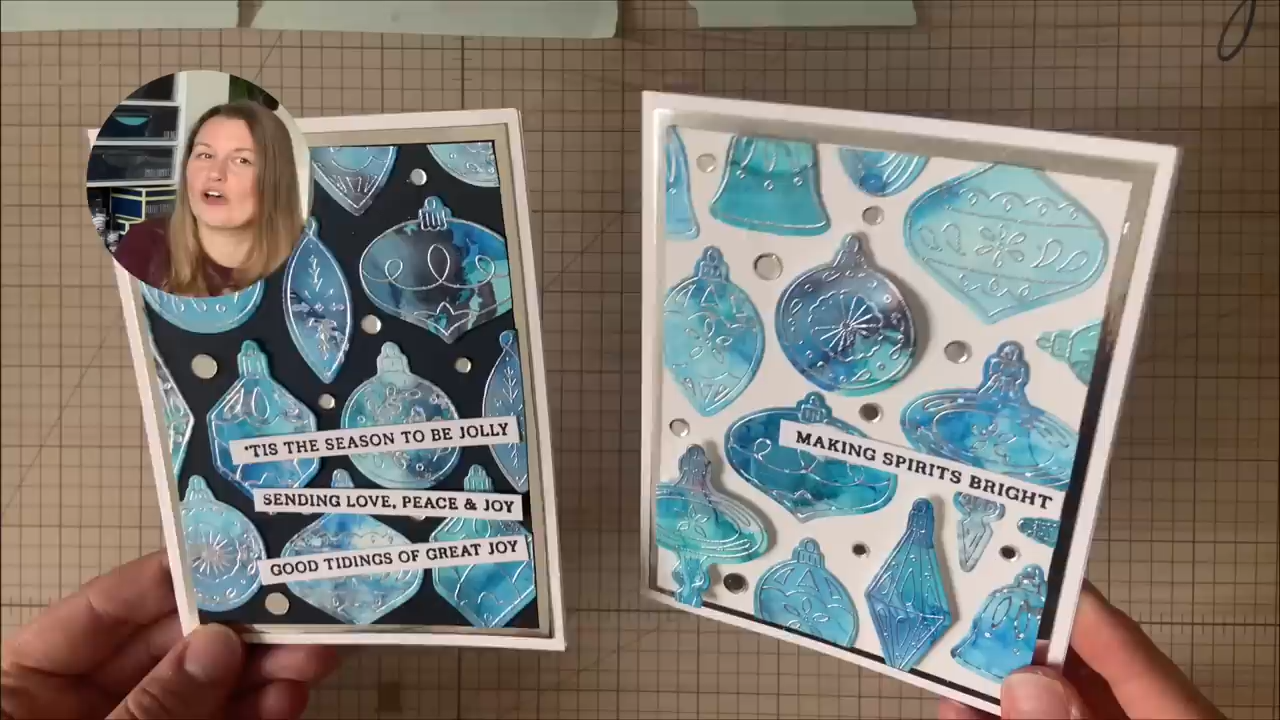 'TIS THE SEASON TO BE JOLLY
SENDING LOVE, PEACE & JOY
GOOD TIDINGS OF GREAT JOY
MAKING SPIRITS BRIGHT